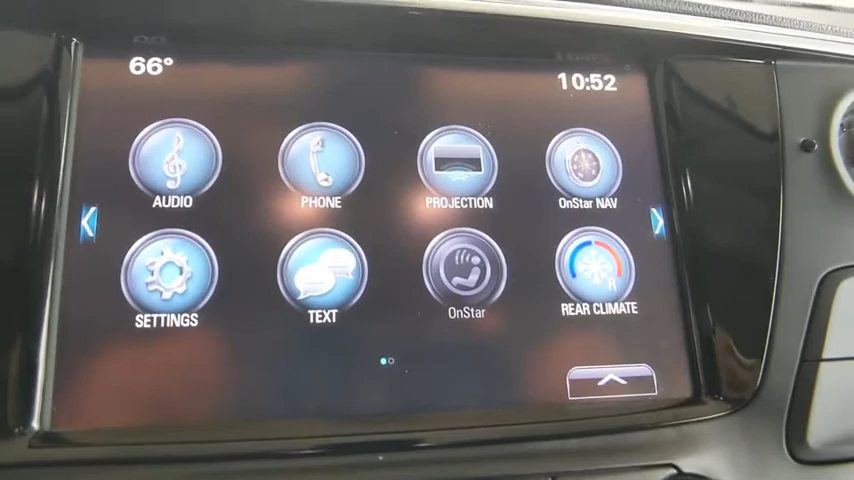 66°
10:52
AUDIO
PHONE
PROJECTION
OnStar NAV
SETTINGS
TEXT
OnStar
REAR CLIMATE
R